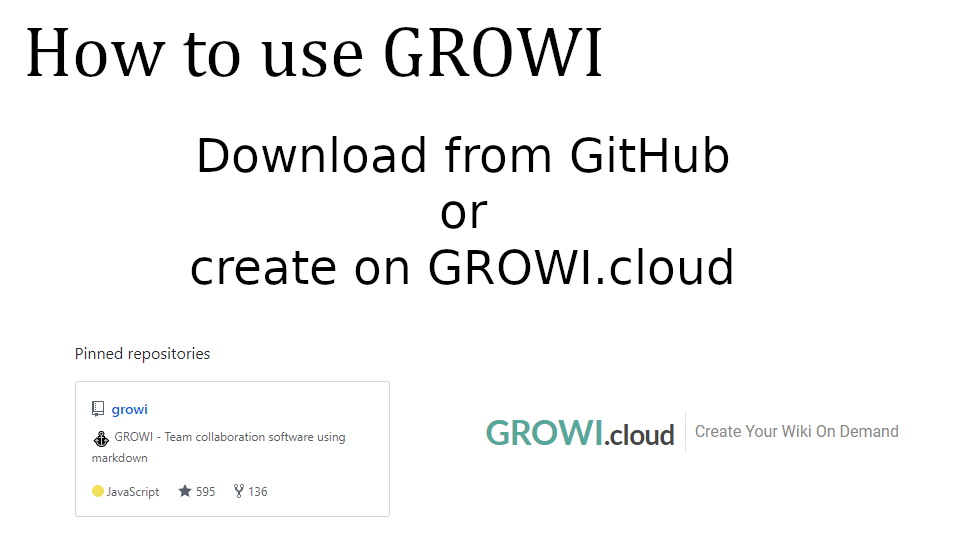 How to use GROWI
Download from GitHub
or
create on GROWI.cloud
Pinned repositories
growi
GROWI - Team collaboration software using
markdown
JavaScript 595 136
GROWI.cloud Create Your Wiki On Demand